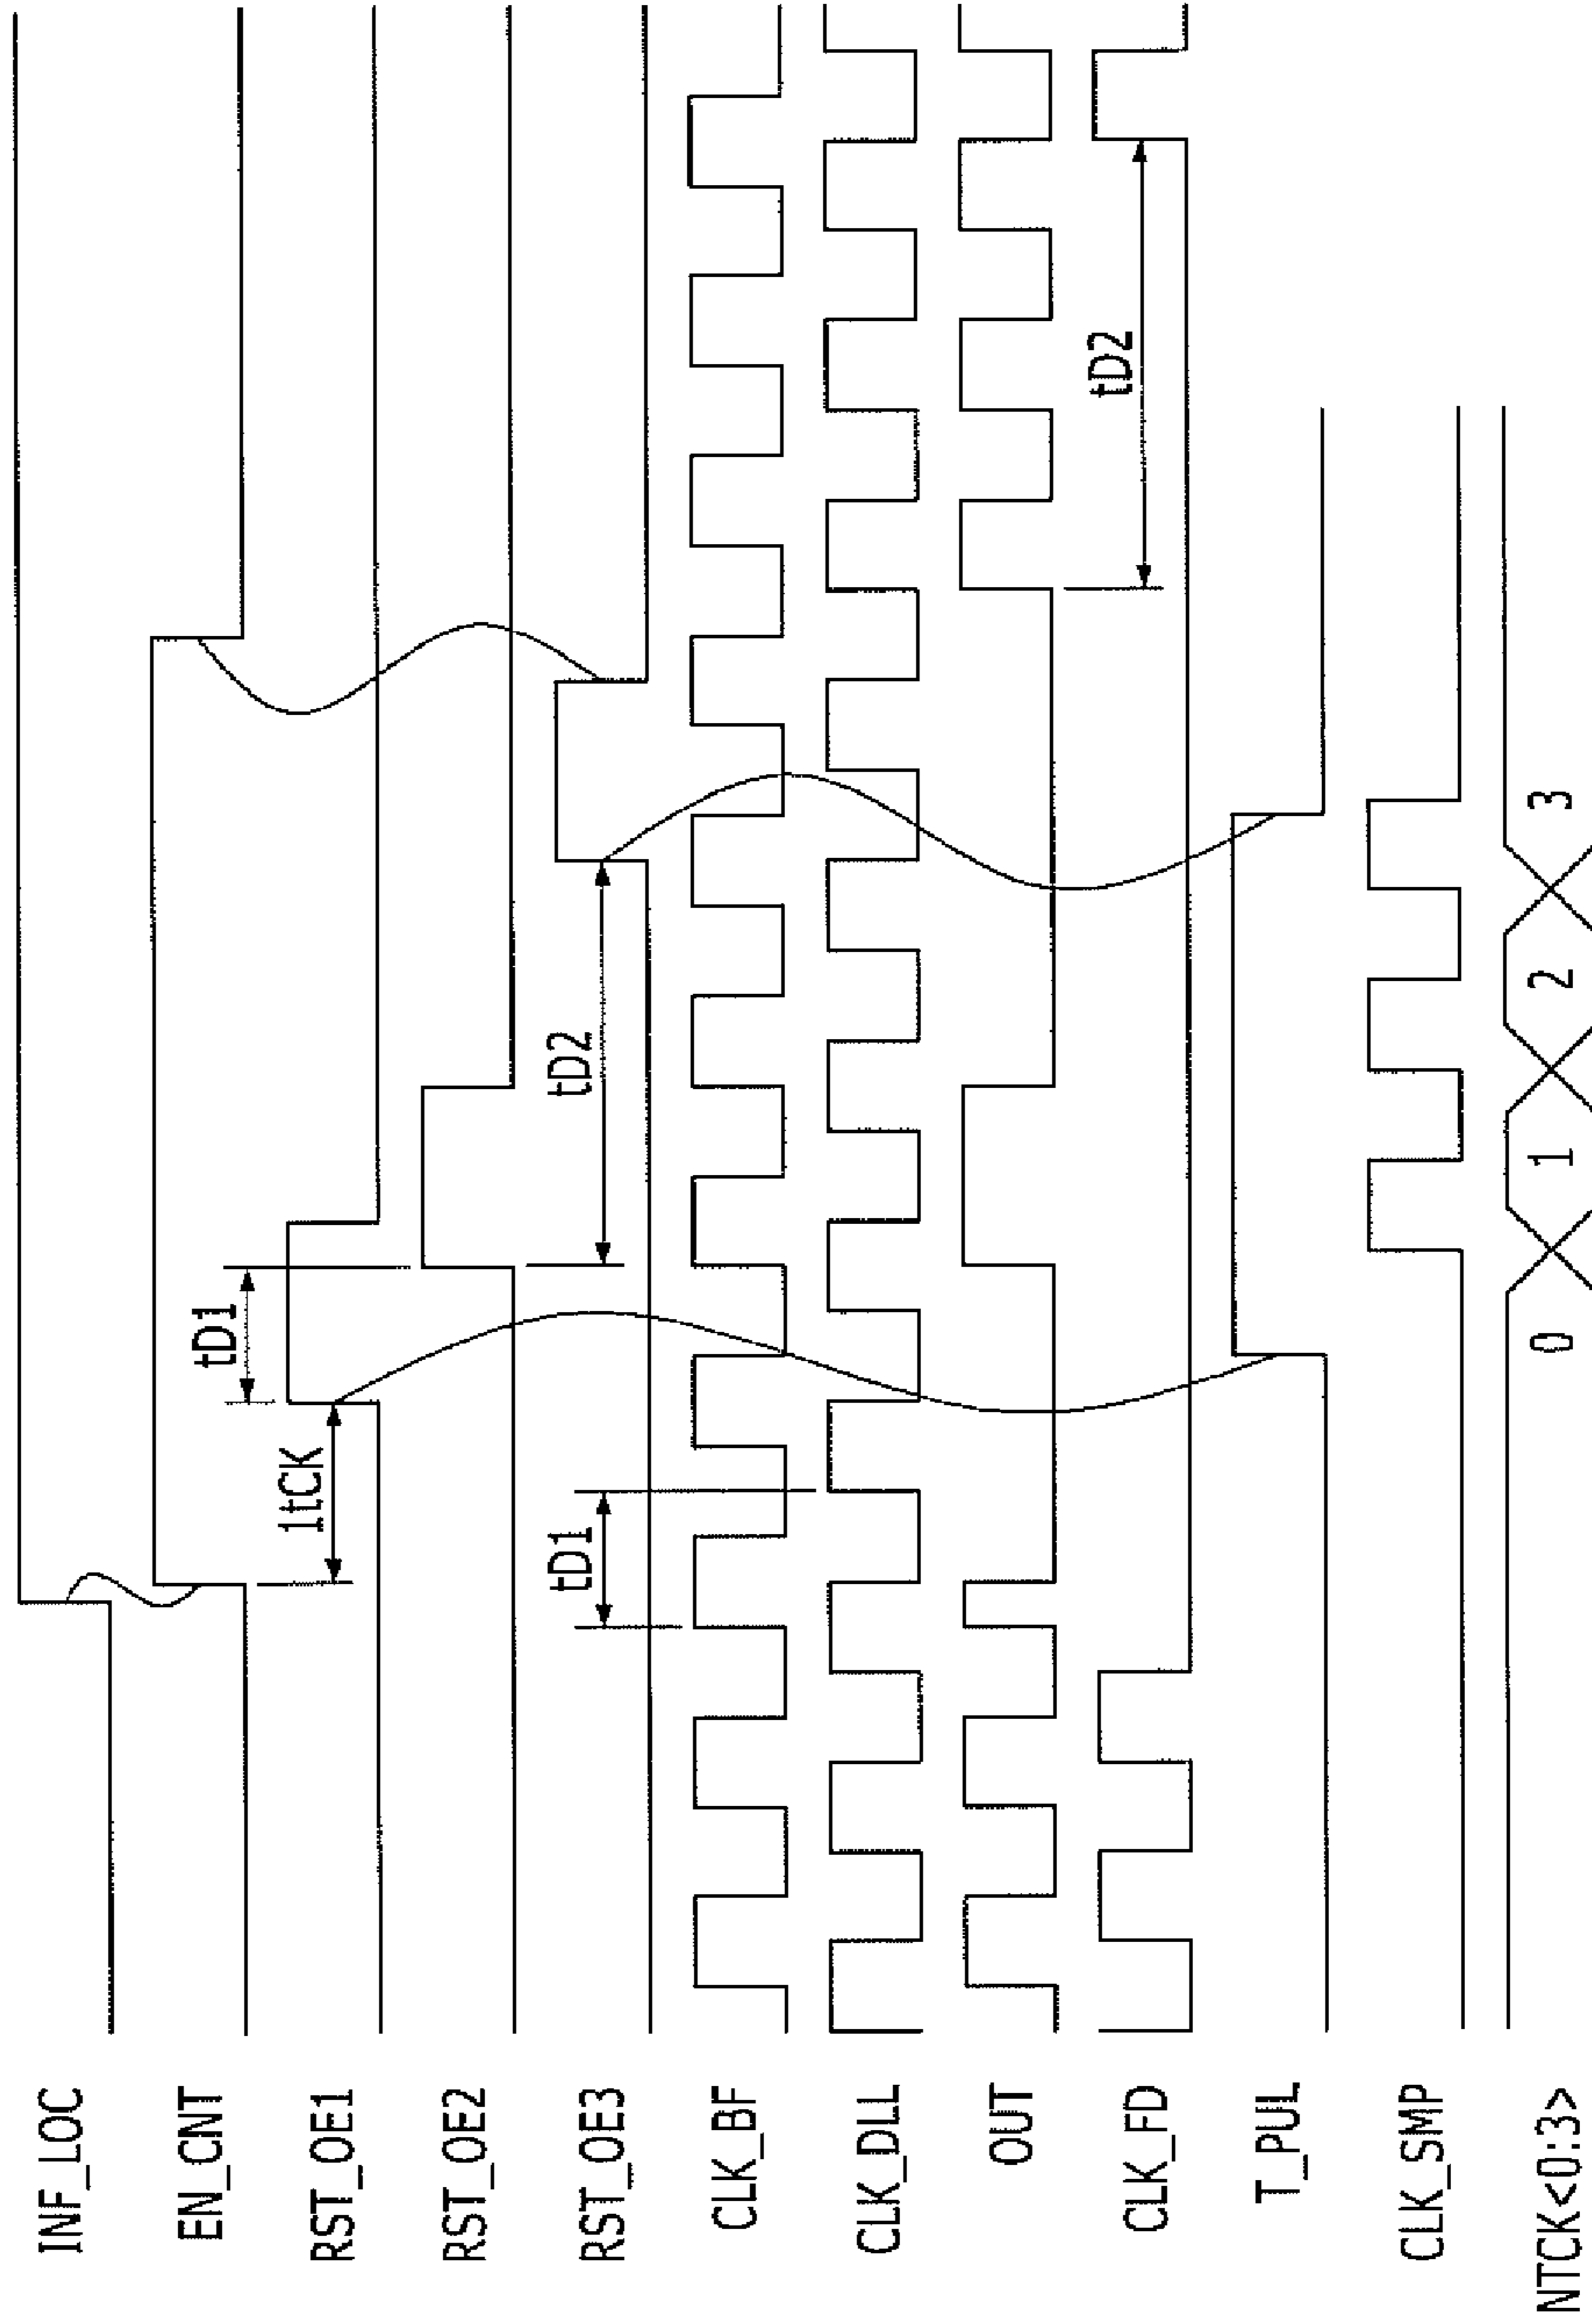 INF_LOC
EN_CNT
RST_OE1
1tCK
tD1
RST_OE2
RST_OE3
tD1
tD2
CLK_BF
CLK_DLL
OUT
CLK_FD
tD2
T_PUL
CLK_SMP
NTCK<0:3>
0 1 2 3